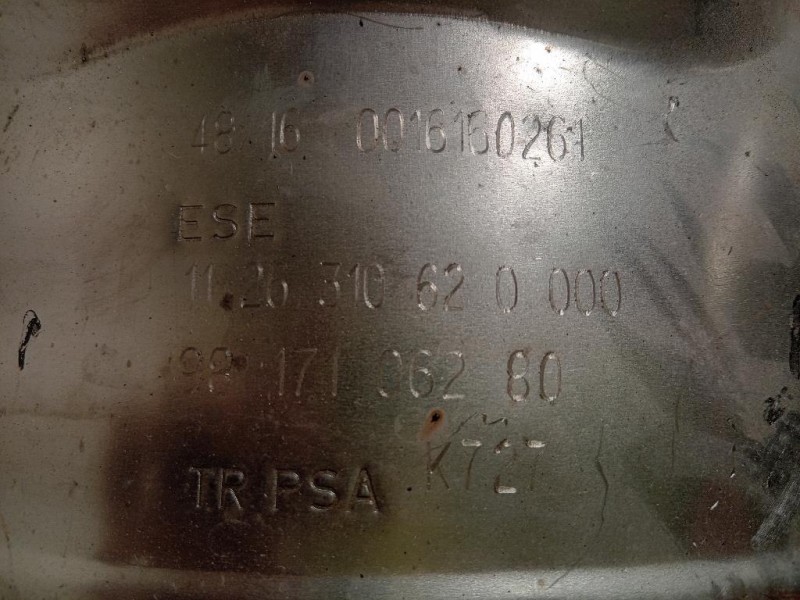 48 16 0016160261
ESE
11 26 310 62 0 000
98 171 062 80
K727
TR PSA